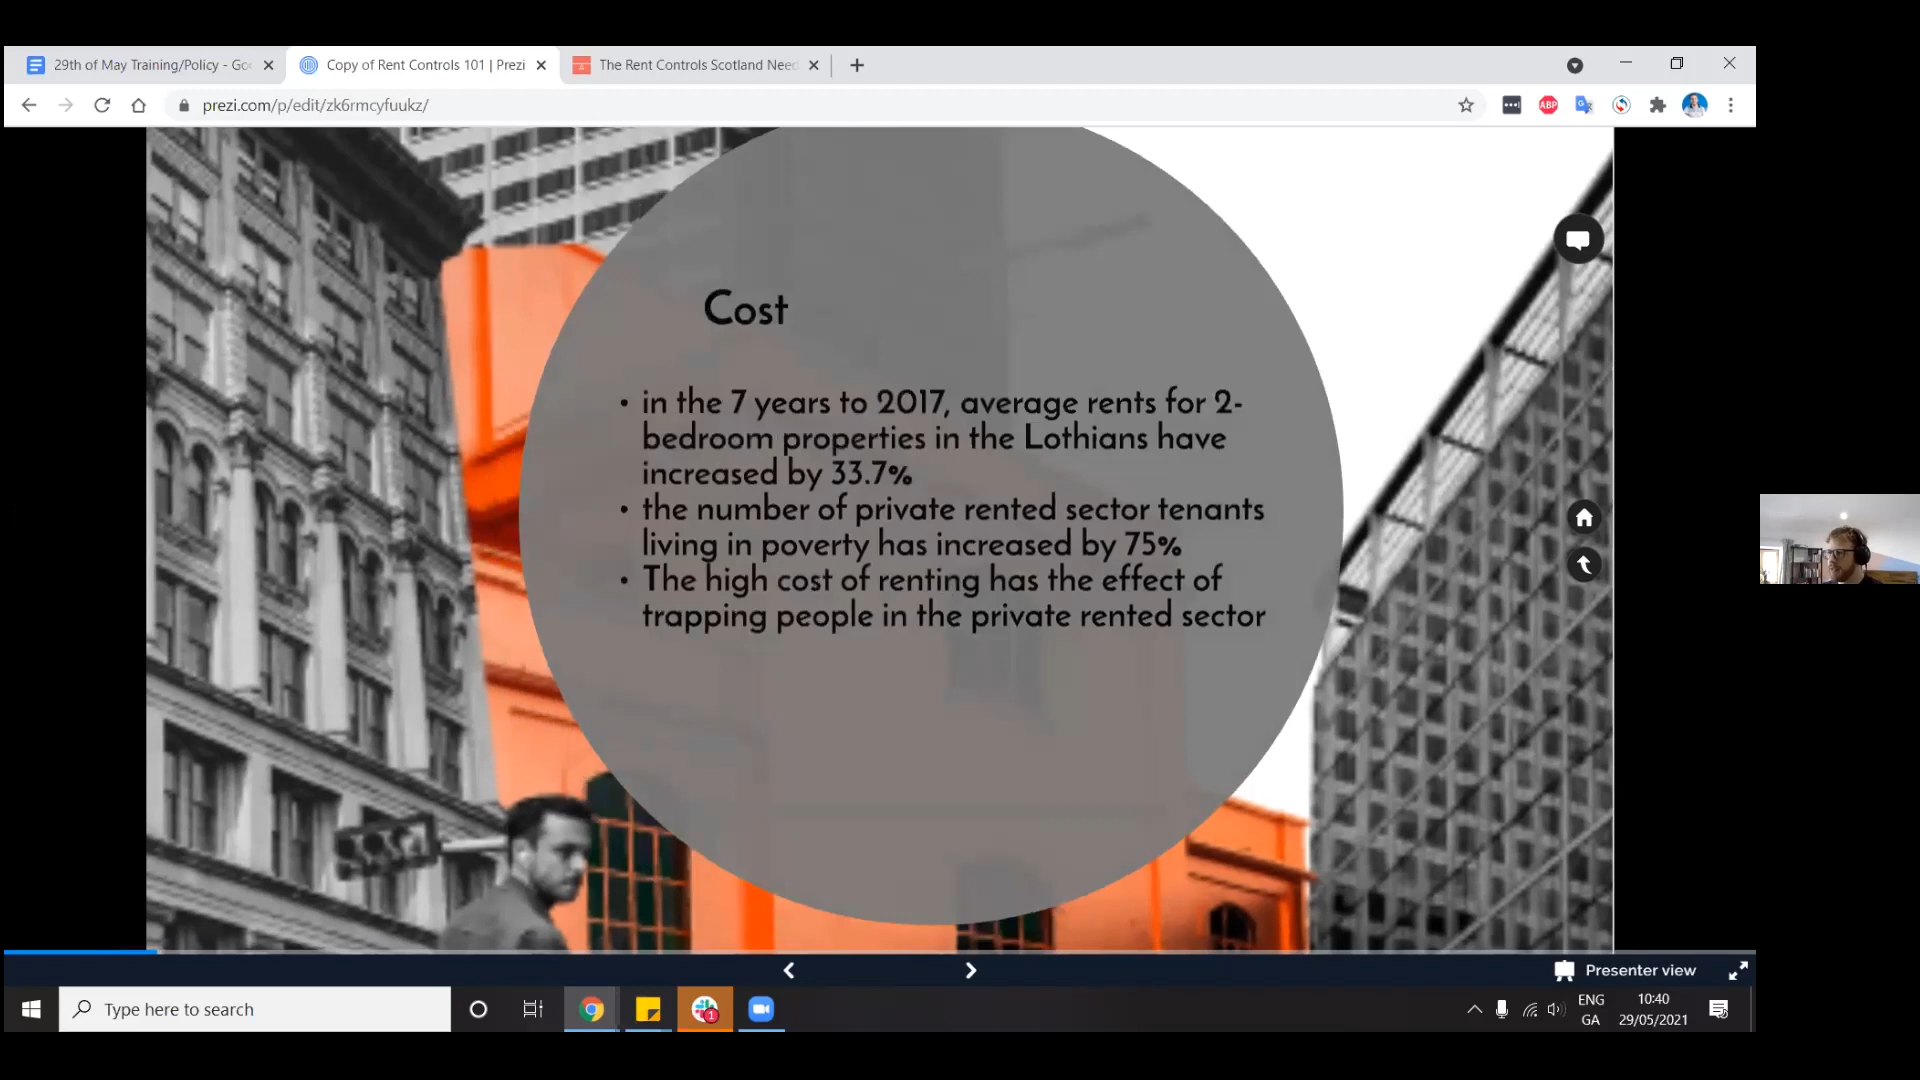 29th of May Training/Policy - Go
Copy of Rent Controls 101 | Prezi
The Rent Controls Scotland Need
prezi.com/p/edit/zk6rmcyfuukz/
ABP
Cost
• in the 7 years to 2017, average rents for 2-
bedroom properties in the Lothians have
increased by 33.7%
• the number of private rented sector tenants
living in poverty has increased by 75%
• The high cost of renting has the effect of
trapping people in the private rented sector
Presenter view
Type here to search
1
ENG
GA
10:40
29/05/2021